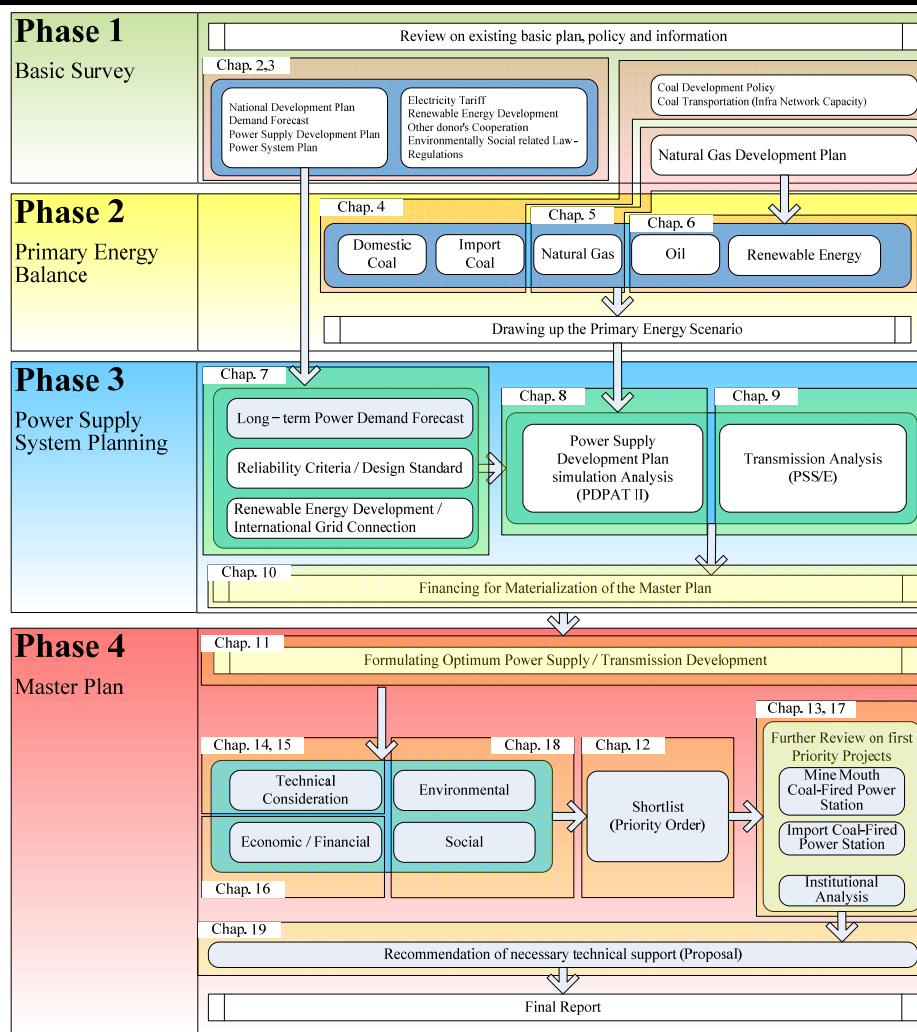 Phase 1
Basic Survey
Review on existing basic plan, policy and information
Chap. 2,3
National Development Plan
Demand Forecast
Power Supply Development Plan
Power System Plan
Electricity Tariff
Renewable Energy Development
Other donor's Cooperation
Environmentally Social related Law-
Regulations
Coal Development Policy
Coal Transportation (Infra Network Capacity)
Natural Gas Development Plan
Phase 2
Primary Energy
Balance
Chap. 4
Chap. 5
Chap. 6
Domestic
Coal
Import
Coal
Natural Gas
Oil
Renewable Energy
Drawing up the Primary Energy Scenario
Phase 3
Power Supply
System Planning
Chap. 7
Long-term Power Demand Forecast
Reliability Criteria / Design Standard
Renewable Energy Development /
International Grid Connection
Chap. 8
Power Supply
Development Plan
simulation Analysis
(PDPAT II)
Chap. 9
Transmission Analysis
(PSS/E)
Chap. 10
Financing for Materialization of the Master Plan
Phase 4
Master Plan
Chap. 11
Formulating Optimum Power Supply / Transmission Development
Chap. 14, 15
Technical
Consideration
Economic / Financial
Chap. 16
Chap. 18
Environmental
Social
Chap. 12
Shortlist
(Priority Order)
Chap. 13, 17
Further Review on first
Priority Projects
Mine Mouth
Coal-Fired Power
Station
Import Coal-Fired
Power Station
Institutional
Analysis
Chap. 19
Recommendation of necessary technical support (Proposal)
Final Report